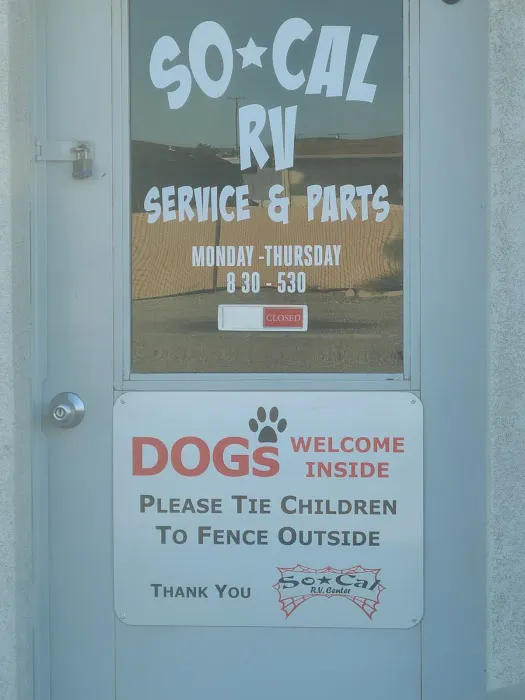 SO★CAL
RV
SERVICE & PARTS
MONDAY -THURSDAY
8 30 - 530
CLOSED
DOGS WELCOME INSIDE
PLEASE TIE CHILDREN
TO FENCE OUTSIDE
THANK YOU
So★Cal
R.V. Center